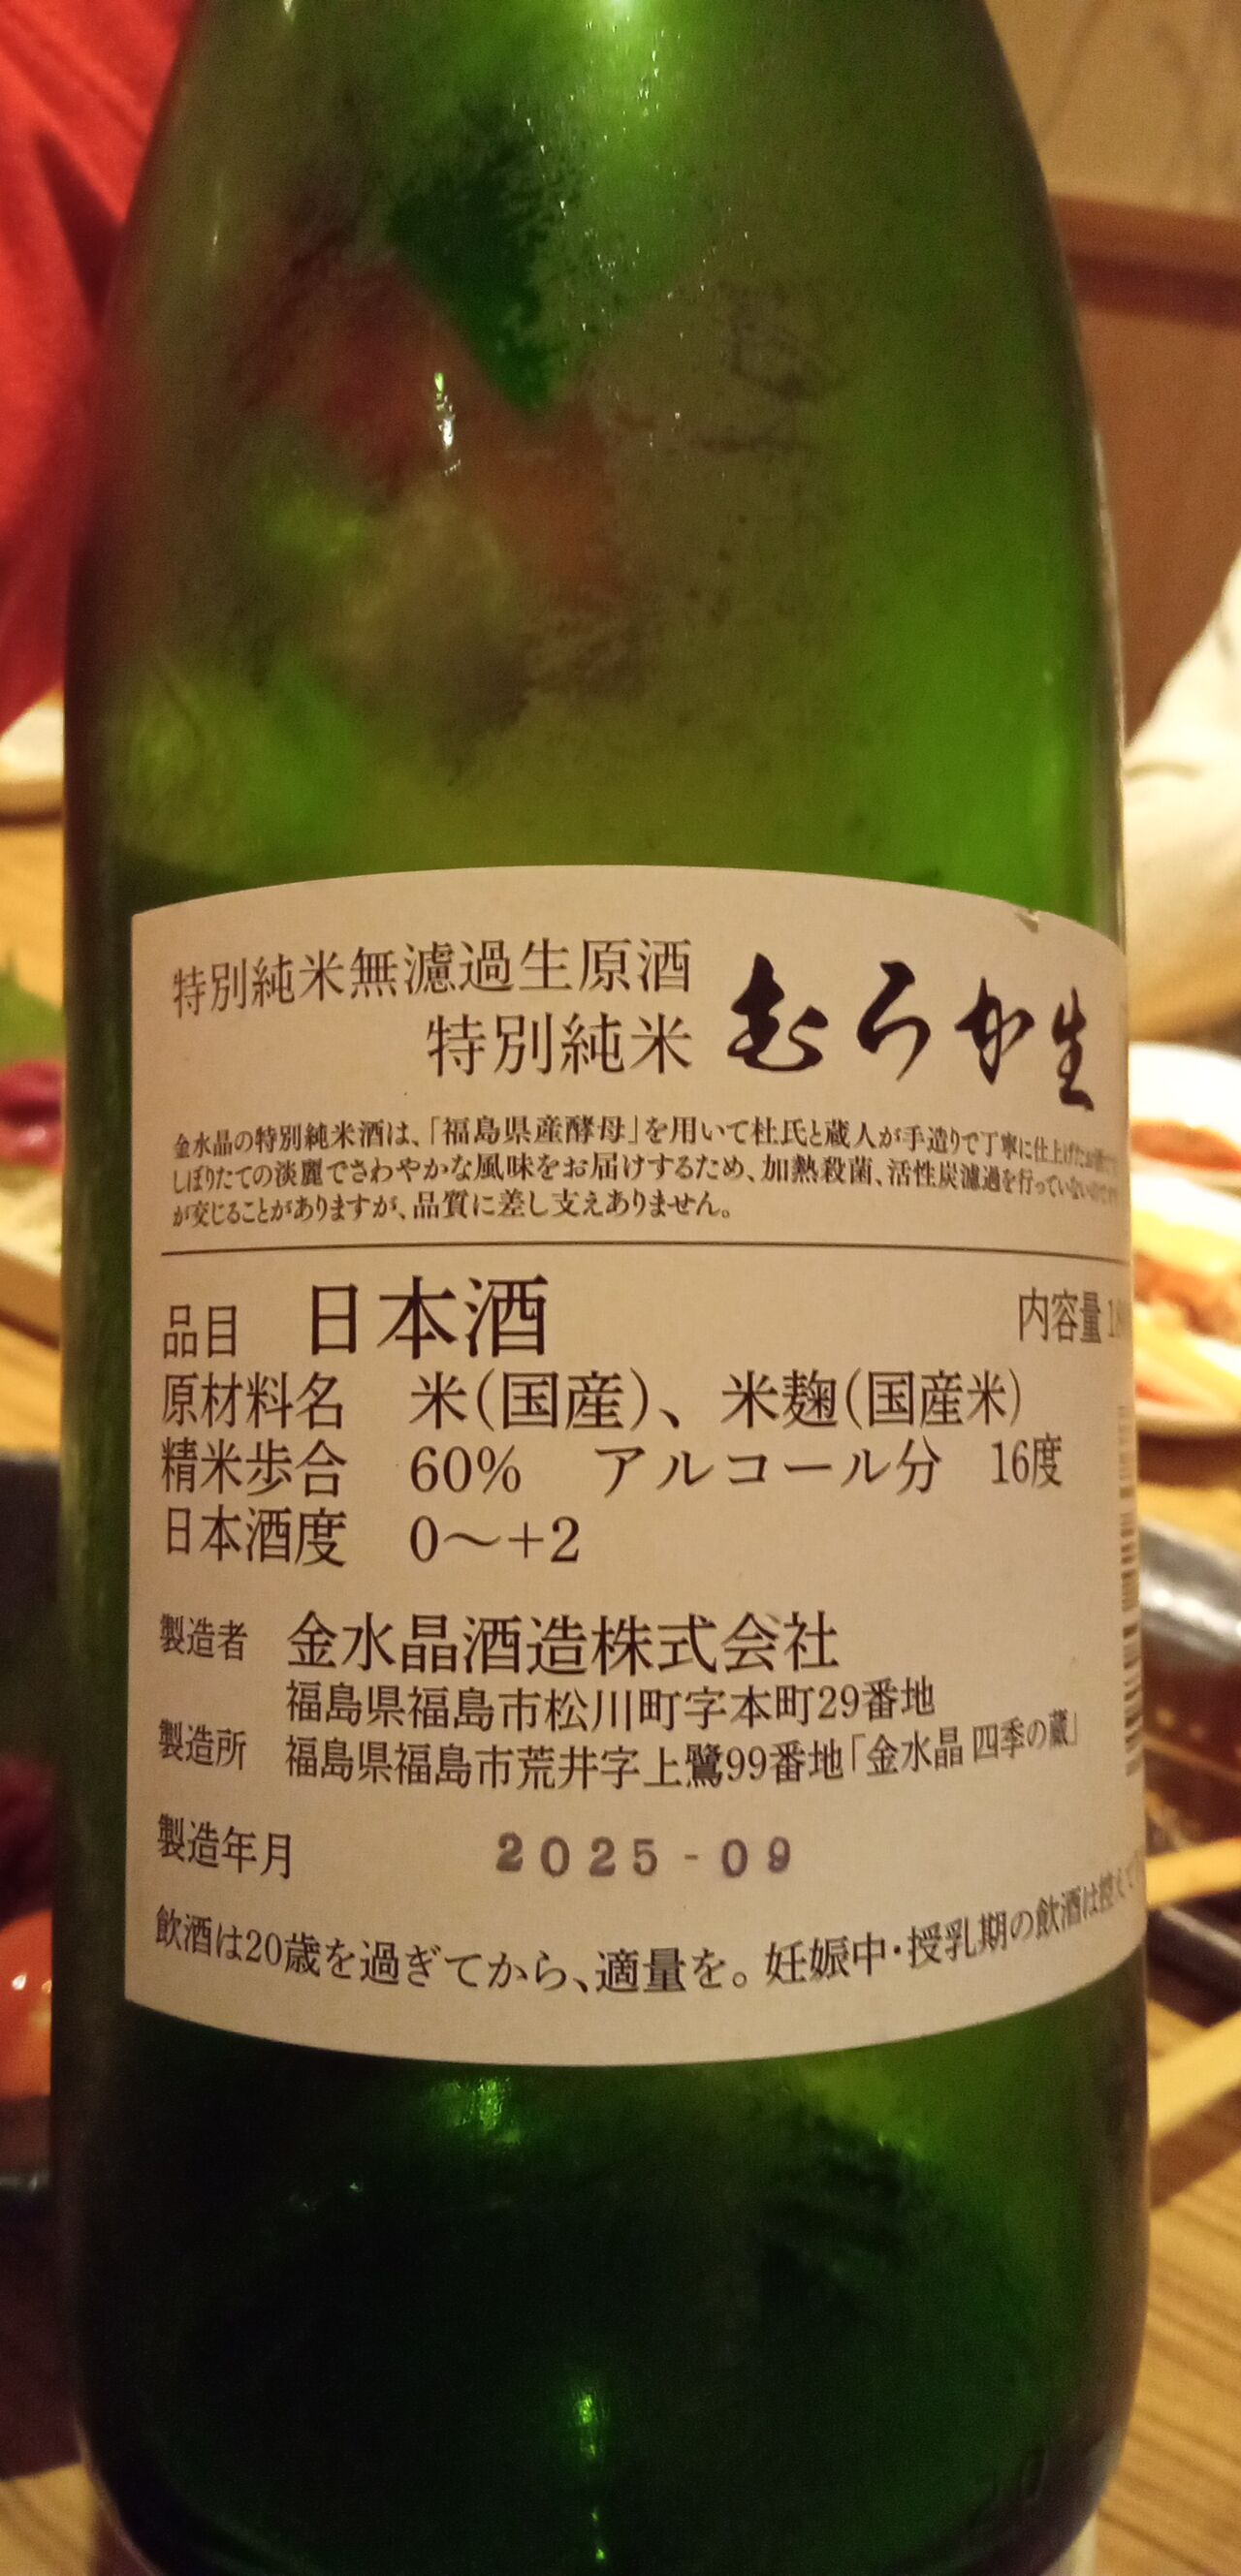 特別純米無濾過生原酒
特別純米 むろか生
金水晶の特別純米酒は、「福島県産酵母」を用いて杜氏と蔵人が手造りで丁寧に仕上げたお酒で
しぼりたての淡麗でさわやかな風味をお届けするため、加熱殺菌、活性炭濾過を行っていないので
が交じることがありますが、品質に差し支えありません。
品目 日本酒 内容量
原材料名 米(国産)、米麹(国産米)
精米歩合 60% アルコール分 16度
日本酒度 0〜+2
製造者 金水晶酒造株式会社
福島県福島市松川町字本町29番地
製造所 福島県福島市荒井字上鷺99番地「金水晶 四季の蔵」
製造年月 2025-09
飲酒は20歳を過ぎてから、適量を。妊娠中・授乳期の飲酒は控えて